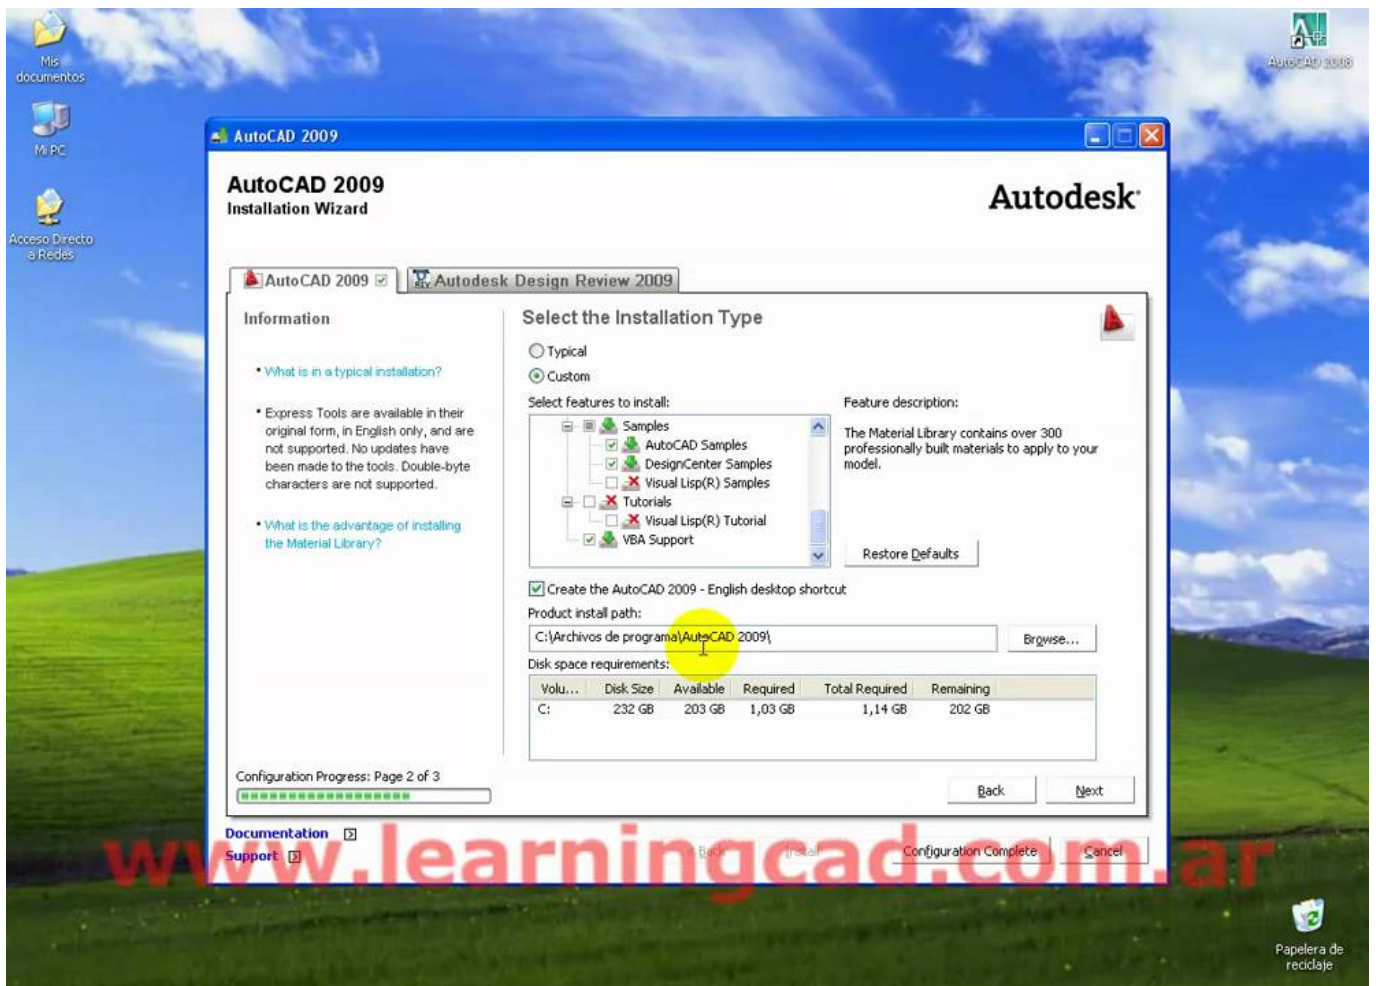 Mis
documentos
Mi PC
Acceso Directo
a Redes
AutoCAD 2008
AutoCAD 2009
AutoCAD 2009
Installation Wizard
Autodesk
AutoCAD 2009
Autodesk Design Review 2009
Information
• What is in a typical installation?
• Express Tools are available in their
original form, in English only, and are
not supported. No updates have
been made to the tools. Double-byte
characters are not supported.
• What is the advantage of installing
the Material Library?
Select the Installation Type
Typical
Custom
Select features to install:
Samples
AutoCAD Samples
DesignCenter Samples
Visual Lisp(R) Samples
Tutorials
Visual Lisp(R) Tutorial
VBA Support
Feature description:
The Material Library contains over 300
professionally built materials to apply to your
model.
Restore Defaults
Create the AutoCAD 2009 - English desktop shortcut
Product install path:
C:\Archivos de programa\AutoCAD 2009\
Browse...
Disk space requirements:
Volu... Disk Size Available Required Total Required Remaining
C: 232 GB 203 GB 1,03 GB 1,14 GB 202 GB
Configuration Progress: Page 2 of 3
Back Next
Documentation
Support
< Back Install Configuration Complete Cancel
www.learningcad.com.ar
Papelera de
reciclaje